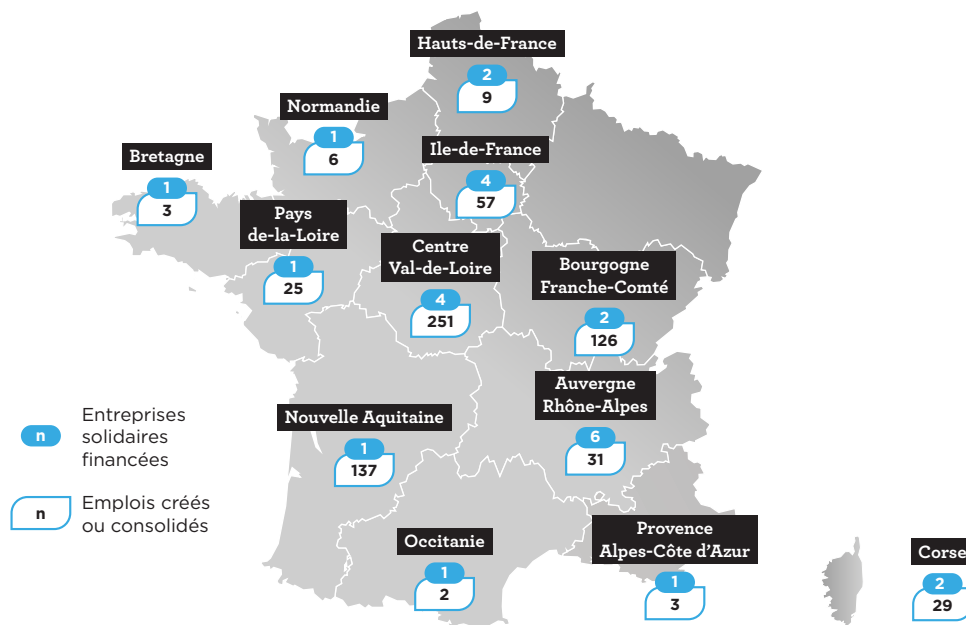 Hauts-de-France
2
9
Normandie
1
6
Ile-de-France
4
57
Bretagne
1
3
Pays
de-la-Loire
1
25
Centre
Val-de-Loire
4
251
Bourgogne
Franche-Comté
2
126
Auvergne
Rhône-Alpes
6
31
Nouvelle Aquitaine
1
137
n
Entreprises
solidaires
financées
n
Emplois créés
ou consolidés
Occitanie
1
2
Provence
Alpes-Côte d'Azur
1
3
Corse
2
29